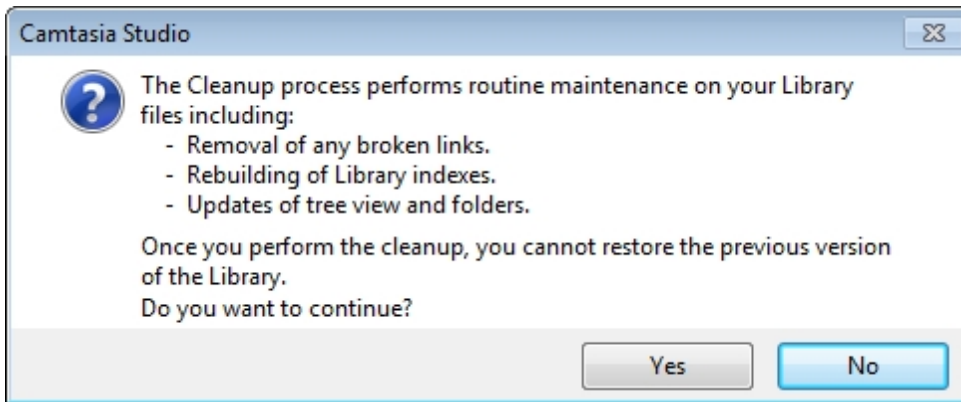 Camtasia Studio
The Cleanup process performs routine maintenance on your Library
files including:
- Removal of any broken links.
- Rebuilding of Library indexes.
- Updates of tree view and folders.
Once you perform the cleanup, you cannot restore the previous version
of the Library.
Do you want to continue?
Yes No